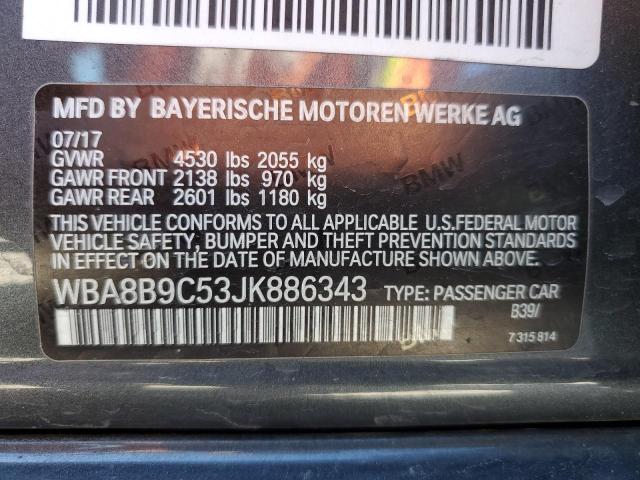 MFD BY BAYERISCHE MOTOREN WERKE AG
07/17
GVWR 4530 lbs 2055 kg
GAWR FRONT 2138 lbs 970 kg
GAWR REAR 2601 lbs 1180 kg
THIS VEHICLE CONFORMS TO ALL APPLICABLE U.S.FEDERAL MOTOR
VEHICLE SAFETY, BUMPER AND THEFT PREVENTION STANDARDS
IN EFFECT ON THE DATE OF MANUFACTURE SHOWN ABOVE.
WBA8B9C53JK886343 TYPE: PASSENGER CAR
B39/
7 315 814